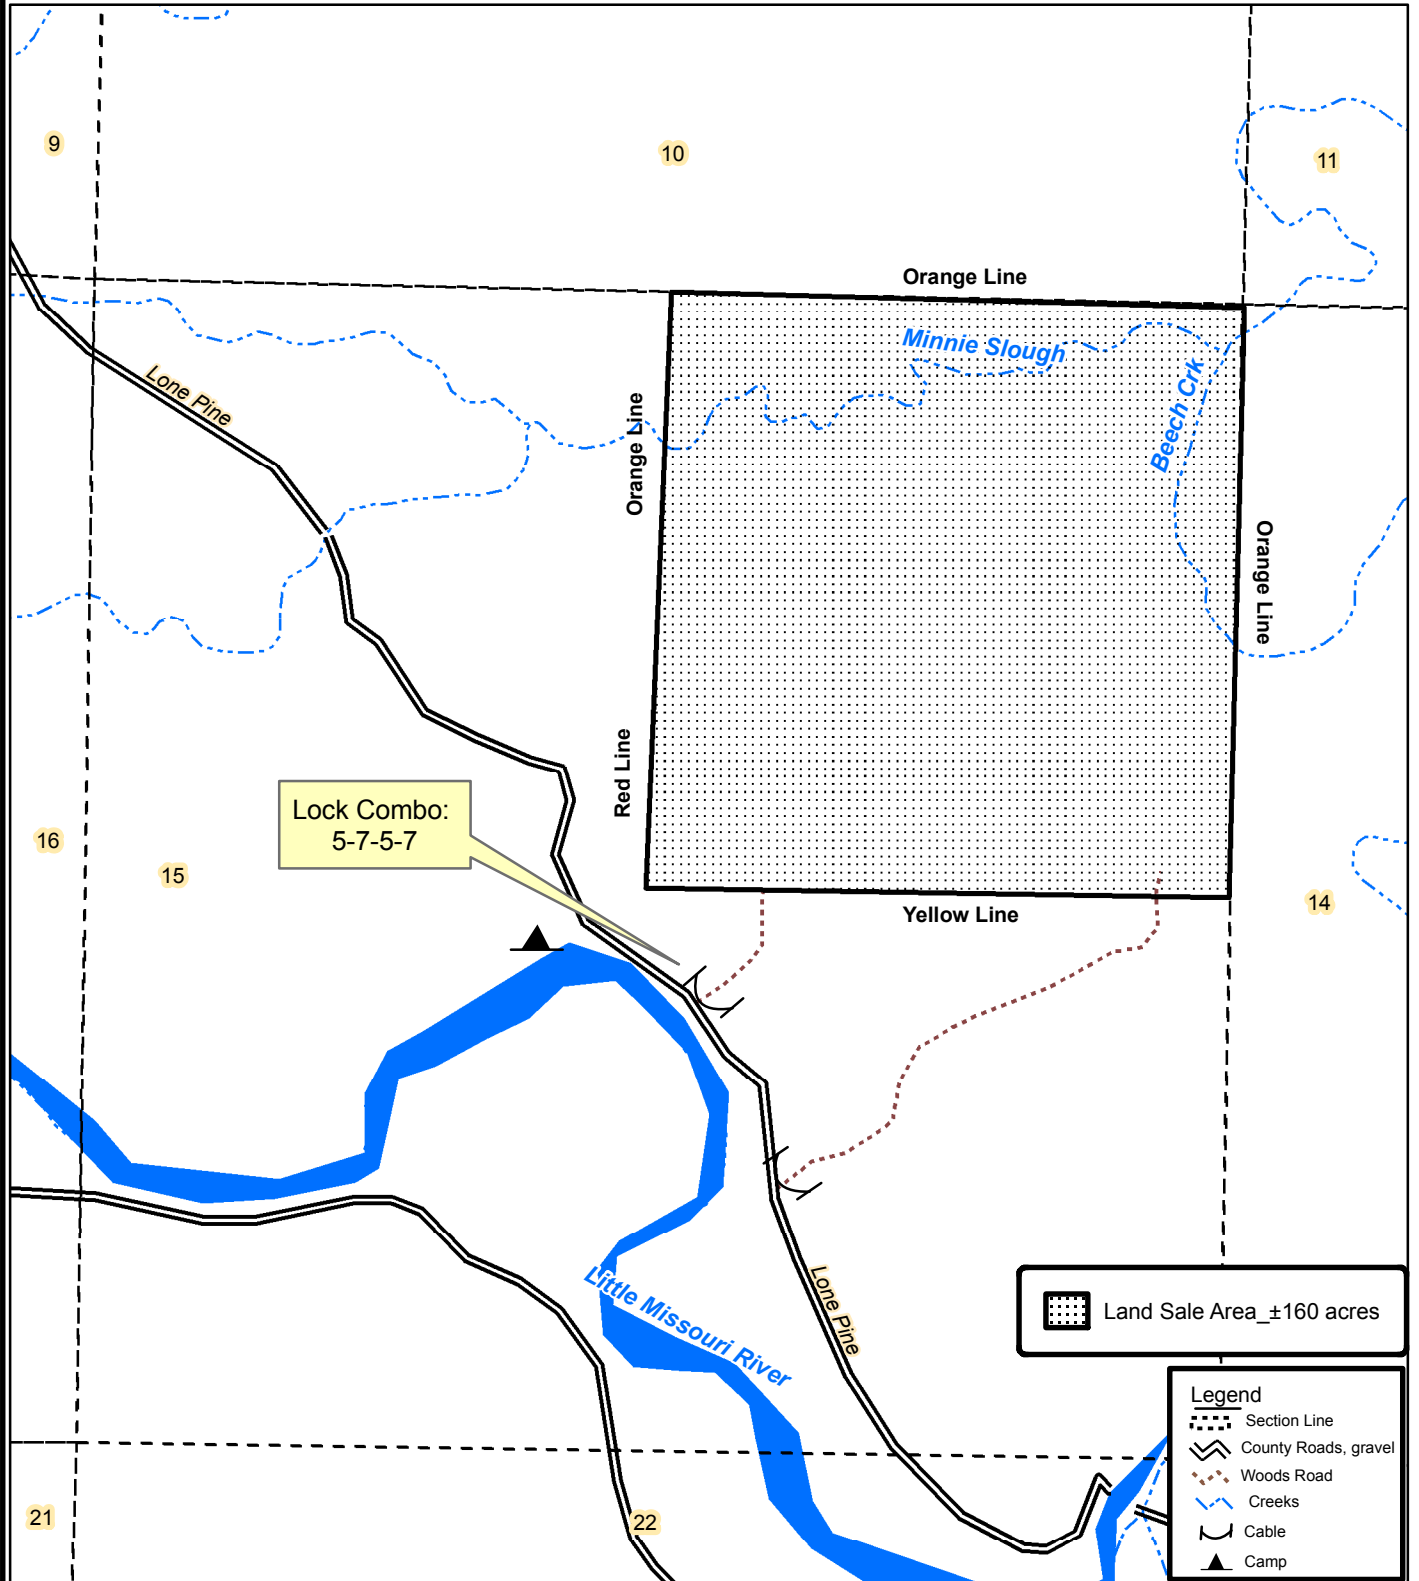 9
10
11
Orange Line
Minnie Slough
Lone Pine
Beech Crk
Orange Line
Orange Line
Red Line
Lock Combo:
5-7-5-7
16
15
14
Yellow Line
Lone Pine
Little Missouri River
Land Sale Area_±160 acres
Legend
Section Line
County Roads, gravel
Woods Road
Creeks
Cable
Camp
21
22